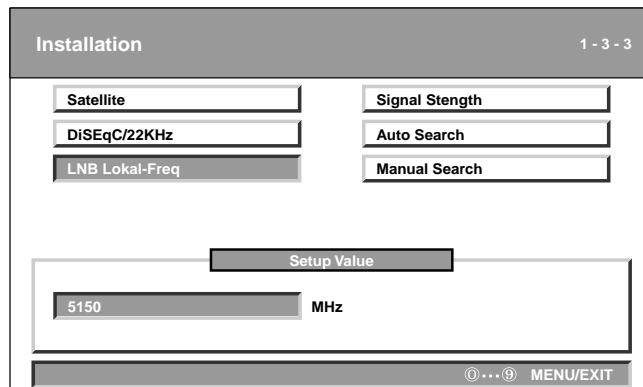 Installation 1 - 3 - 3
Satellite
DiSEqC/22KHz
LNB Lokal-Freq
Signal Stength
Auto Search
Manual Search
Setup Value
5150 MHz
⓪···⑨ MENU/EXIT